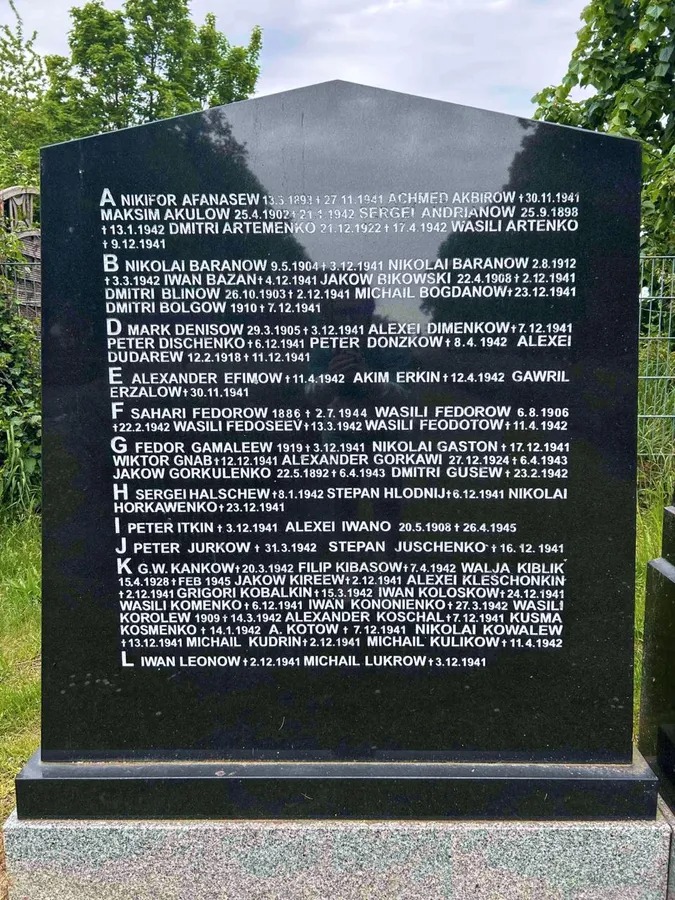 A NIKIFOR AFANASEW 13.3.1893 † 27.11.1941 ACHMED AKBIROW † 30.11.1941
MAKSIM AKULOW 25.4.1902 † 21.1.1942 SERGEI ANDRIANOW 25.9.1898
† 13.1.1942 DMITRI ARTEMENKO 21.12.1922 † 17.4.1942 WASILI ARTENKO
† 9.12.1941
B NIKOLAI BARANOW 9.5.1904 † 3.12.1941 NIKOLAI BARANOW 2.8.1912
† 3.3.1942 IWAN BAZAN † 4.12.1941 JAKOW BIKOWSKI 22.4.1908 † 2.12.1941
DMITRI BLINOW 26.10.1903 † 2.12.1941 MICHAIL BOGDANOW † 23.12.1941
DMITRI BOLGOW 1910 † 7.12.1941
D MARK DENISOW 29.3.1905 † 3.12.1941 ALEXEI DIMENKOW † 7.12.1941
PETER DISCHENKO † 6.12.1941 PETER DONZKOW † 8.4.1942 ALEXEI
DUDAREW 12.2.1918 † 11.12.1941
E ALEXANDER EFIMOW † 11.4.1942 AKIM ERKIN † 12.4.1942 GAWRIL
ERZALOW † 30.11.1941
F SAHARI FEDOROW 1886 † 2.7.1944 WASILI FEDOROW 6.8.1906
† 22.2.1942 WASILI FEDOSEEV † 13.3.1942 WASILI FEODOTOW † 11.4.1942
G FEDOR GAMALEEW 1919 † 3.12.1941 NIKOLAI GASTON † 17.12.1941
WIKTOR GNAB † 12.12.1941 ALEXANDER GORKAWI 27.12.1924 † 6.4.1943
JAKOW GORKULENKO 22.5.1892 † 6.4.1943 DMITRI GUSEW † 23.2.1942
H SERGEI HALSCHEW † 8.1.1942 STEPAN HLODNIJ † 6.12.1941 NIKOLAI
HORKAWENKO † 23.12.1941
I PETER ITKIN † 3.12.1941 ALEXEI IWANO 20.5.1908 † 26.4.1945
J PETER JURKOW † 31.3.1942 STEPAN JUSCHENKO † 16.12.1941
K G.W. KANKOW † 20.3.1942 FILIP KIBASOW † 7.4.1942 WALJA KIBLIK
15.4.1928 † FEB 1945 JAKOW KIREEW † 2.12.1941 ALEXEI KLESCHONKIN
† 2.12.1941 GRIGORI KOBALKIN † 15.3.1942 IWAN KOLOSKOW † 24.12.1941
WASILI KOMENKO † 6.12.1941 IWAN KONONIENKO † 27.3.1942 WASILI
KOROLEW 1909 † 14.3.1942 ALEXANDER KOSCHAL † 7.12.1941 KUSMA
KOSMENKO † 14.1.1942 A. KOTOW † 7.12.1941 NIKOLAI KOWALEW
† 13.12.1941 MICHAIL KUDRIN † 2.12.1941 MICHAIL KULIKOW † 11.4.1942
L IWAN LEONOW † 2.12.1941 MICHAIL LUKROW † 3.12.1941